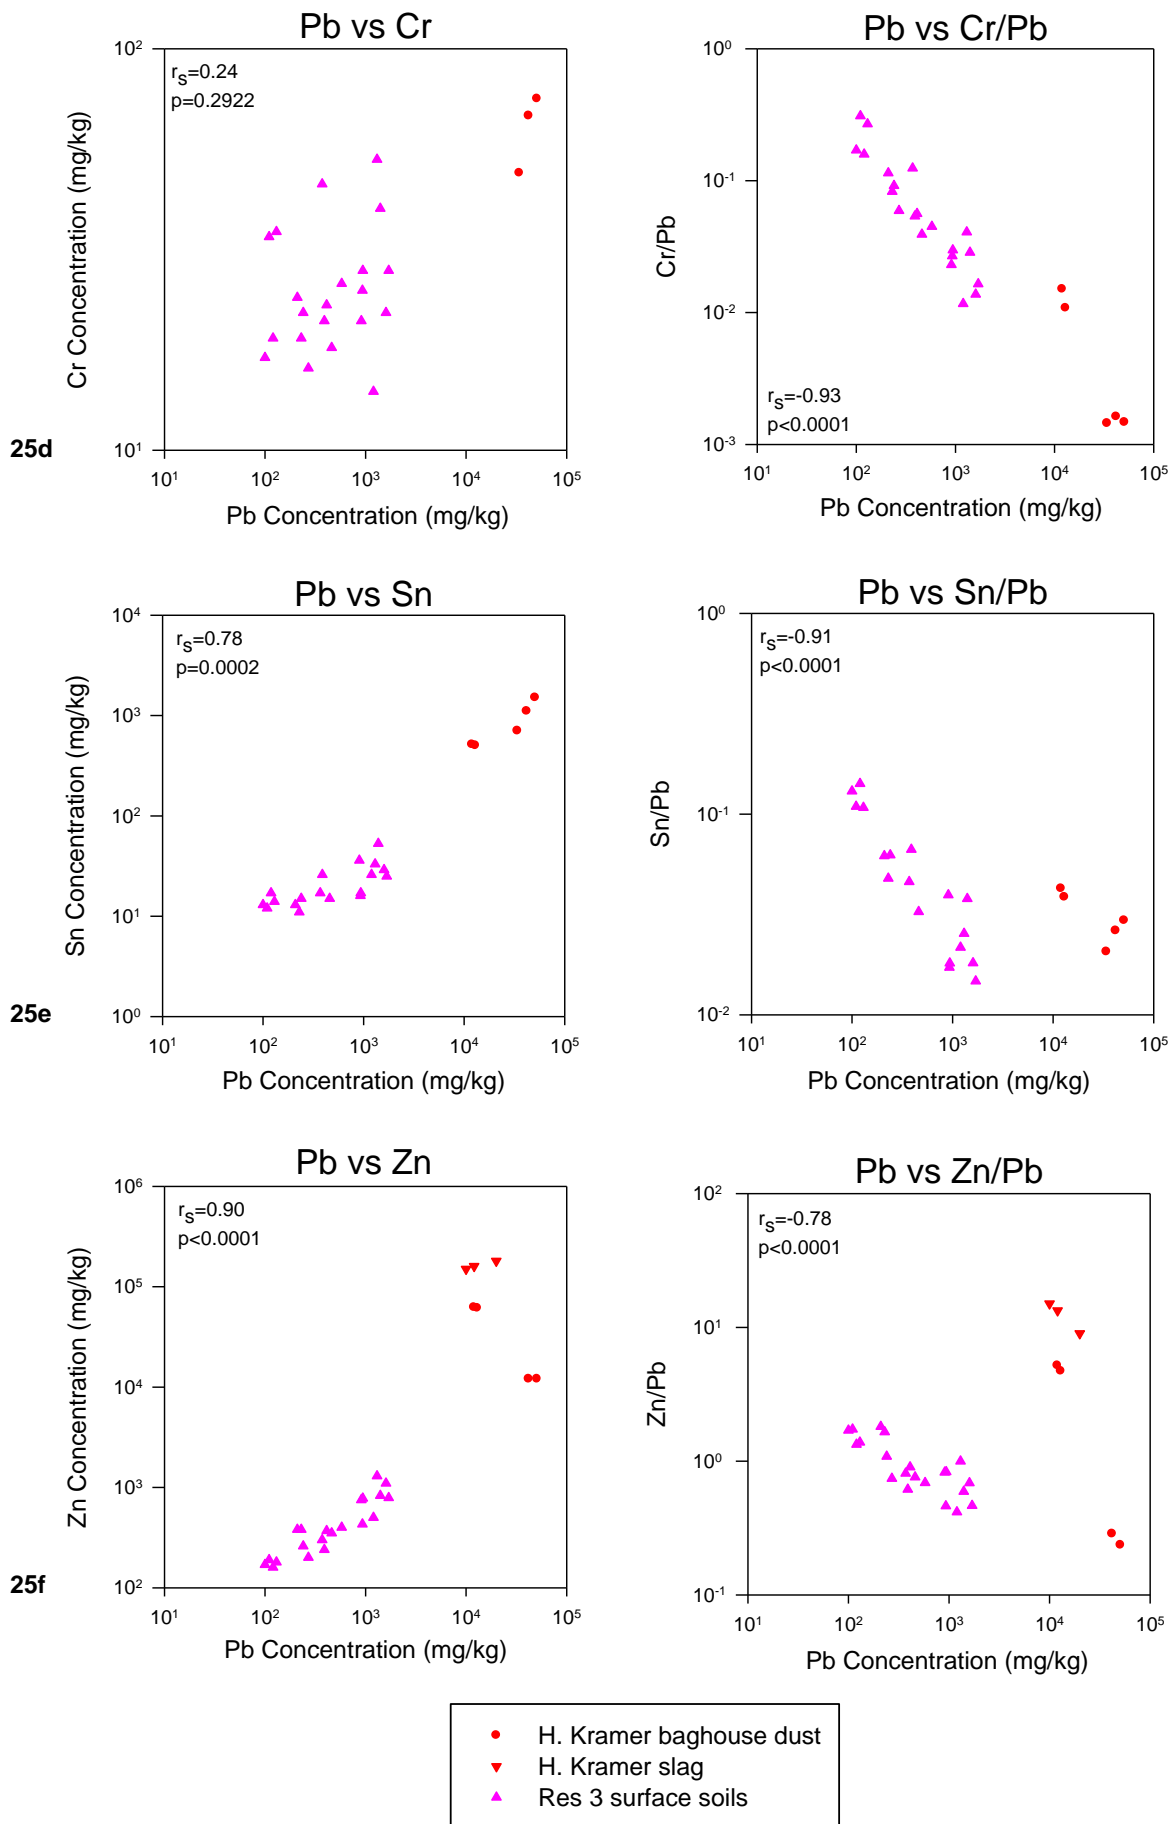 Pb vs Cr
Pb vs Cr/Pb
r_s=0.24
p=0.2922
10²
10¹
Cr Concentration (mg/kg)
10¹ 10² 10³ 10⁴ 10⁵
Pb Concentration (mg/kg)
25d
10⁰
10⁻¹
10⁻²
10⁻³
Cr/Pb
r_s=-0.93
p<0.0001
10¹ 10² 10³ 10⁴ 10⁵
Pb Concentration (mg/kg)
Pb vs Sn
Pb vs Sn/Pb
r_s=0.78
p=0.0002
10⁴
10³
10²
10¹
10⁰
Sn Concentration (mg/kg)
10¹ 10² 10³ 10⁴ 10⁵
Pb Concentration (mg/kg)
25e
r_s=-0.91
p<0.0001
10⁰
10⁻¹
10⁻²
Sn/Pb
10¹ 10² 10³ 10⁴ 10⁵
Pb Concentration (mg/kg)
Pb vs Zn
Pb vs Zn/Pb
r_s=0.90
p<0.0001
10⁶
10⁵
10⁴
10³
10²
Zn Concentration (mg/kg)
10¹ 10² 10³ 10⁴ 10⁵
Pb Concentration (mg/kg)
25f
r_s=-0.78
p<0.0001
10²
10¹
10⁰
10⁻¹
Zn/Pb
10¹ 10² 10³ 10⁴ 10⁵
Pb Concentration (mg/kg)
H. Kramer baghouse dust
H. Kramer slag
Res 3 surface soils